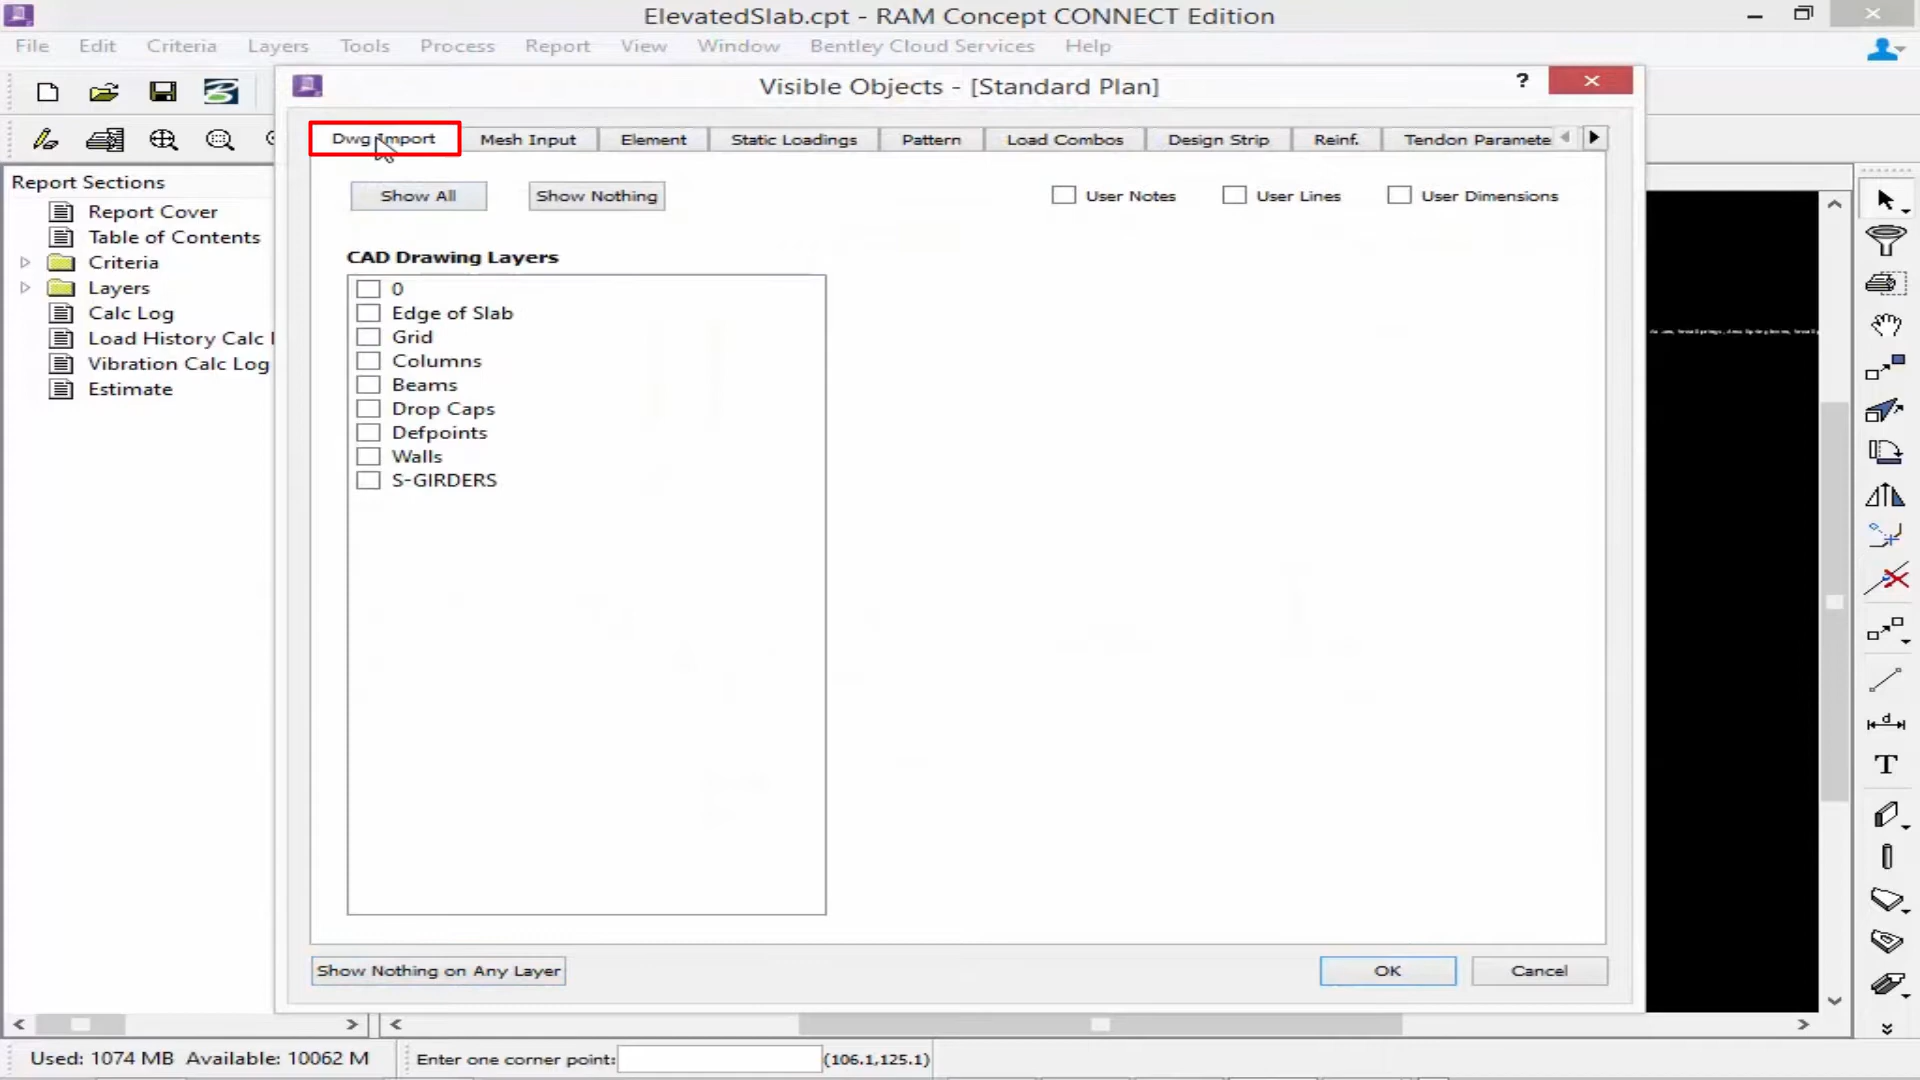 ElevatedSlab.cpt - RAM Concept CONNECT Edition
File Edit Criteria Layers Tools Process Report View Window Bentley Cloud Services Help
Visible Objects - [Standard Plan]
?
Dwg Import Mesh Input Element Static Loadings Pattern Load Combos Design Strip Reinf. Tendon Paramete
Report Sections
Report Cover
Table of Contents
Criteria
Layers
Calc Log
Load History Calc
Vibration Calc Log
Estimate
Show All Show Nothing User Notes User Lines User Dimensions
CAD Drawing Layers
0
Edge of Slab
Grid
Columns
Beams
Drop Caps
Defpoints
Walls
S-GIRDERS
Show Nothing on Any Layer OK Cancel
d
T
Used: 1074 MB Available: 10062 M Enter one corner point: (106.1,125.1)